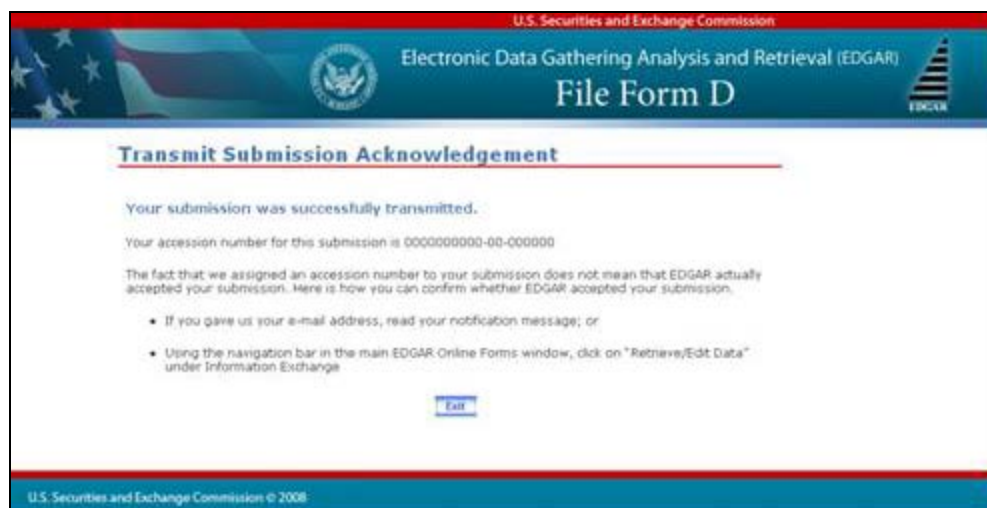 U.S. Securities and Exchange Commission
Electronic Data Gathering Analysis and Retrieval (EDGAR)
File Form D
EDGAR
Transmit Submission Acknowledgement
Your submission was successfully transmitted.
Your accession number for this submission is 0000000000-00-000000
The fact that we assigned an accession number to your submission does not mean that EDGAR actually
accepted your submission. Here is how you can confirm whether EDGAR accepted your submission.
• If you gave us your e-mail address, read your notification message; or
• Using the navigation bar in the main EDGAR Online Forms window, click on "Retrieve/Edit Data"
under Information Exchange
Exit
U.S. Securities and Exchange Commission © 2008